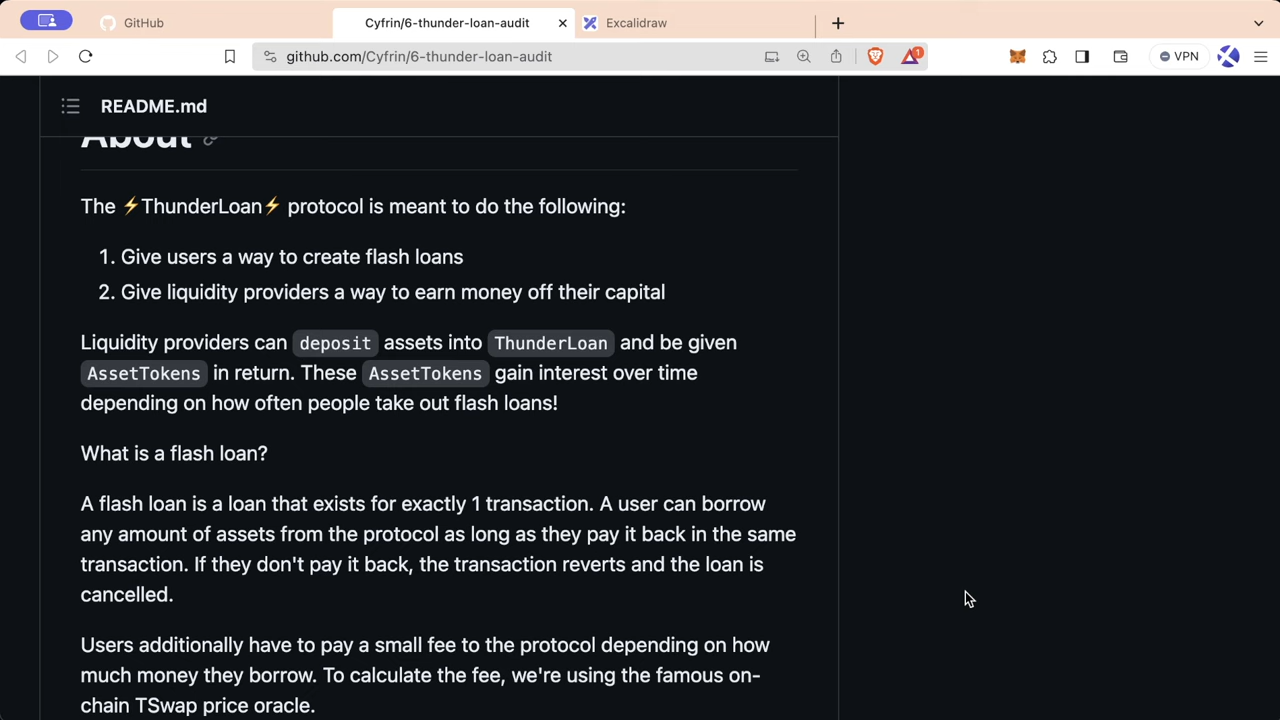 GitHub
Cyfrin/6-thunder-loan-audit
Excalidraw
github.com/Cyfrin/6-thunder-loan-audit
1
VPN
README.md
About
The ⚡ThunderLoan⚡ protocol is meant to do the following:
1. Give users a way to create flash loans
2. Give liquidity providers a way to earn money off their capital
Liquidity providers can deposit assets into ThunderLoan and be given
AssetTokens in return. These AssetTokens gain interest over time
depending on how often people take out flash loans!
What is a flash loan?
A flash loan is a loan that exists for exactly 1 transaction. A user can borrow
any amount of assets from the protocol as long as they pay it back in the same
transaction. If they don't pay it back, the transaction reverts and the loan is
cancelled.
Users additionally have to pay a small fee to the protocol depending on how
much money they borrow. To calculate the fee, we're using the famous on-
chain TSwap price oracle.